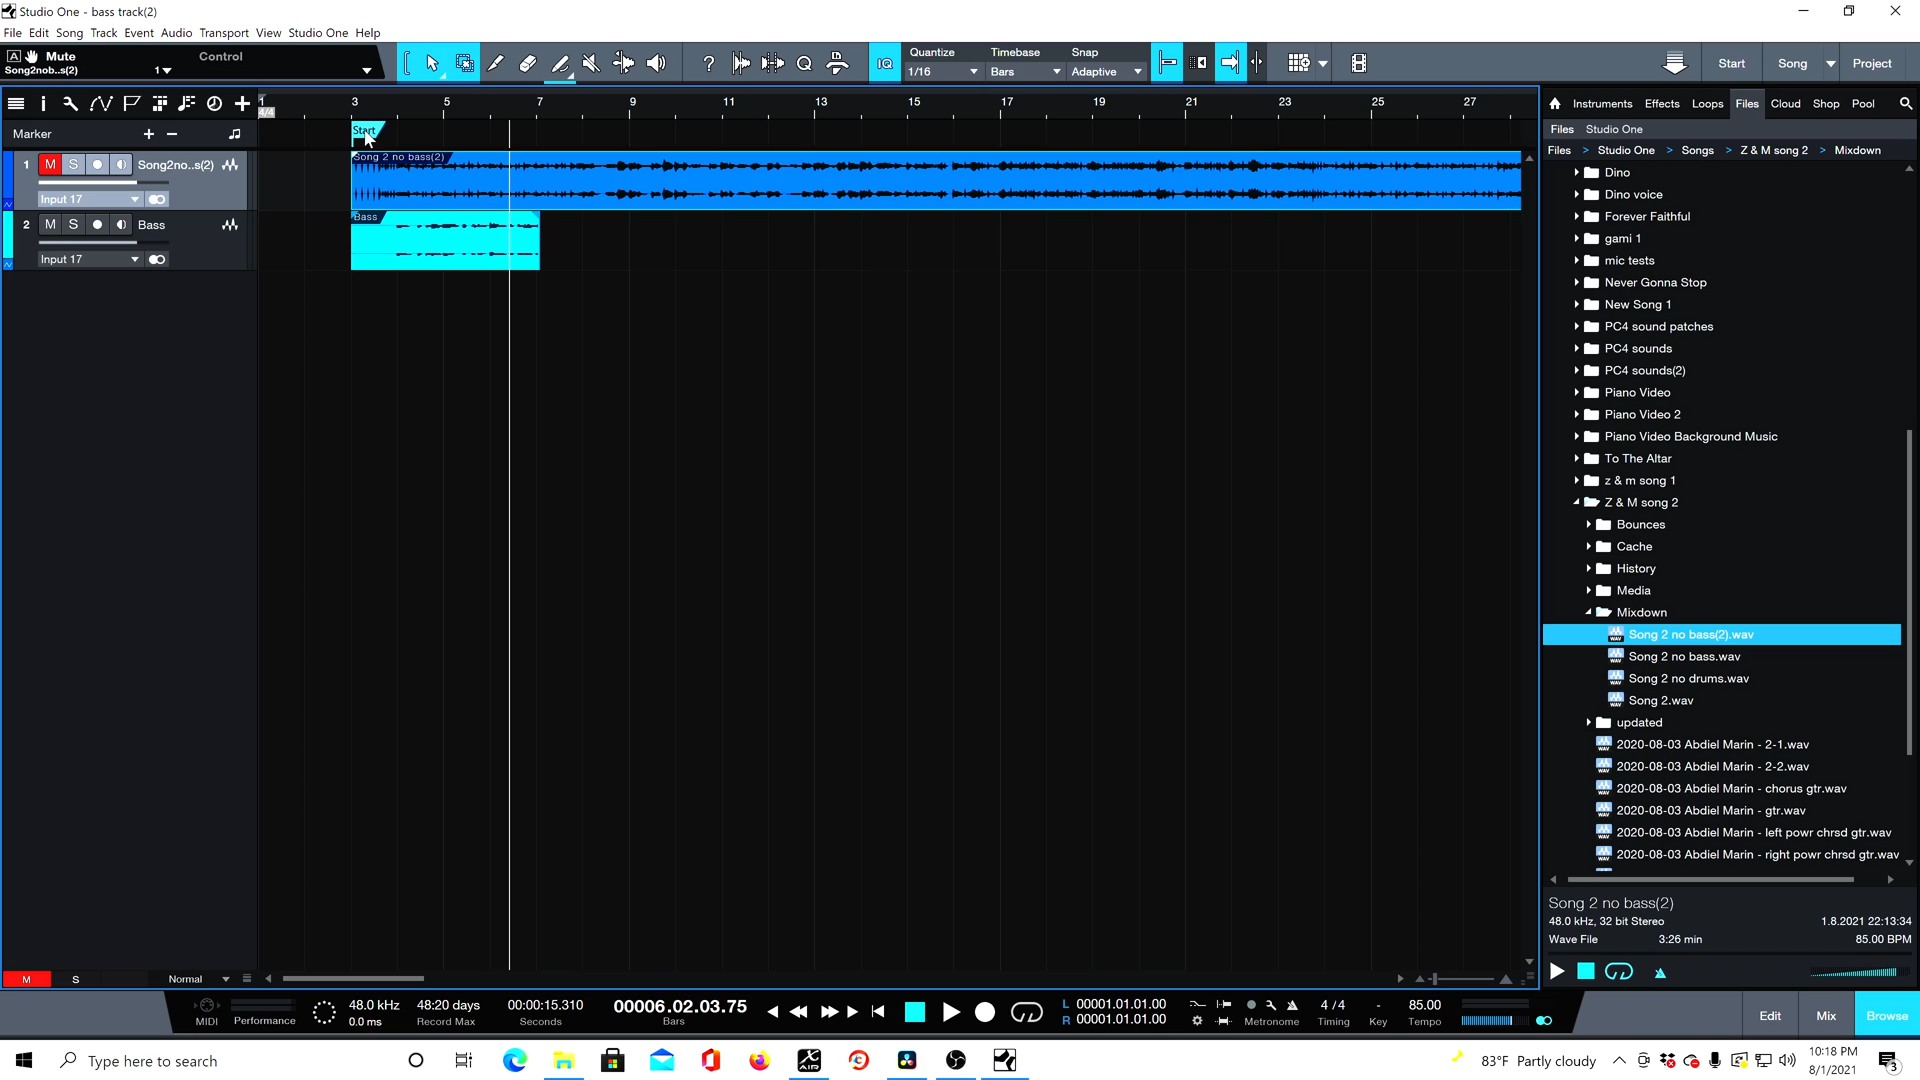 Studio One - bass track(2)
File Edit Song Track Event Audio Transport View Studio One Help
A Mute
Song2nob..s(2)
1
Control
IQ
Quantize
1/16
Timebase
Bars
Snap
Adaptive
Start Song Project
1 3 5 7 9 11 13 15 17 19 21 23 25 27
4/4
Marker
Start
1 M S Song2no..s(2)
Input 17
Song 2 no bass(2)
2 M S Bass
Input 17
Bass
Instruments Effects Loops Files Cloud Shop Pool
Files Studio One
Files > Studio One > Songs > Z & M song 2 > Mixdown
Dino
Dino voice
Forever Faithful
gami 1
mic tests
Never Gonna Stop
New Song 1
PC4 sound patches
PC4 sounds
PC4 sounds(2)
Piano Video
Piano Video 2
Piano Video Background Music
To The Altar
z & m song 1
Z & M song 2
Bounces
Cache
History
Media
Mixdown
Song 2 no bass(2).wav
Song 2 no bass.wav
Song 2 no drums.wav
Song 2.wav
updated
2020-08-03 Abdiel Marin - 2-1.wav
2020-08-03 Abdiel Marin - 2-2.wav
2020-08-03 Abdiel Marin - chorus gtr.wav
2020-08-03 Abdiel Marin - gtr.wav
2020-08-03 Abdiel Marin - left powr chrsd gtr.wav
2020-08-03 Abdiel Marin - right powr chrsd gtr.wav
Song 2 no bass(2)
48.0 kHz, 32 bit Stereo 1.8.2021 22:13:34
Wave File 3:26 min 85.00 BPM
M S Normal
MIDI
Performance
48.0 kHz
0.0 ms
48:20 days
Record Max
00:00:15.310
Seconds
00006.02.03.75
Bars
L 00001.01.01.00
R 00001.01.01.00
Metronome
4 / 4
Timing
-
Key
85.00
Tempo
Edit Mix Browse
Type here to search
AIR
83°F Partly cloudy
10:18 PM
8/1/2021
3